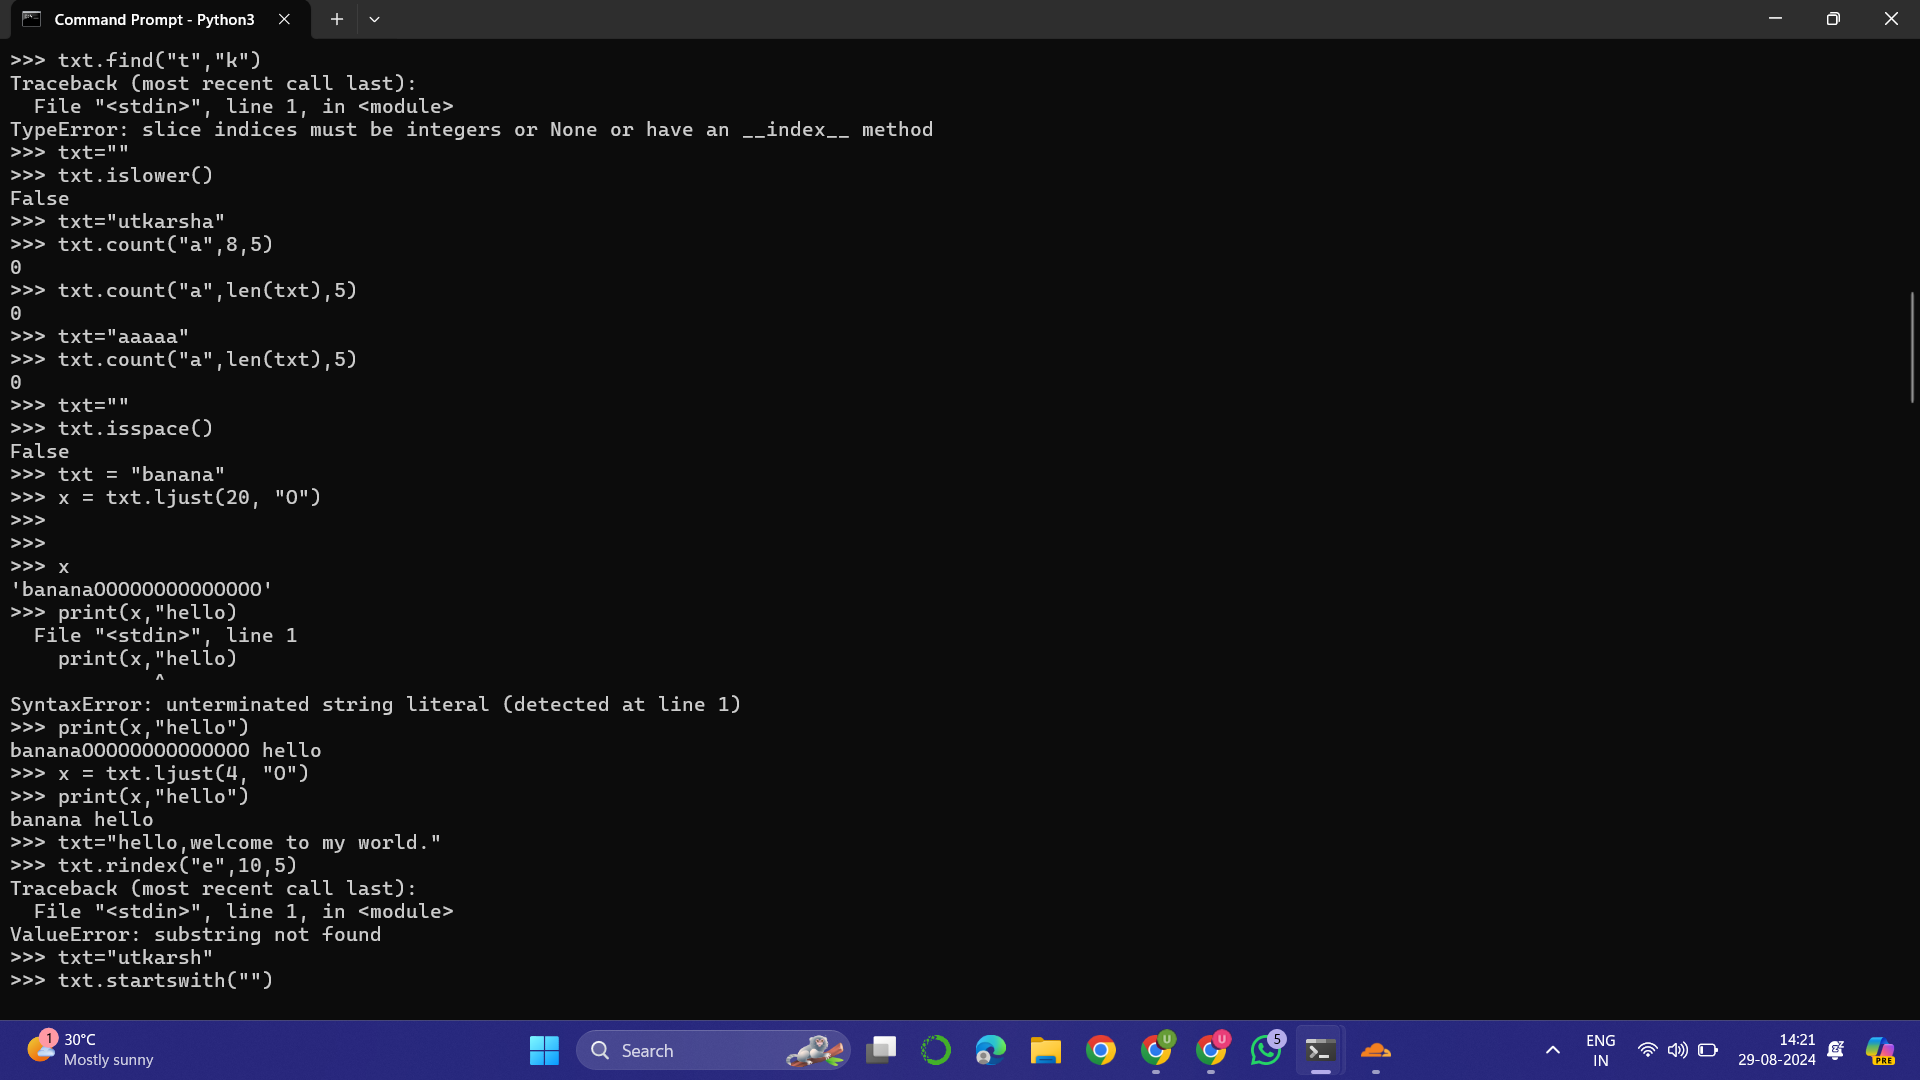 Command Prompt - Python3
>>> txt.find("t","k")
Traceback (most recent call last):
  File "<stdin>", line 1, in <module>
TypeError: slice indices must be integers or None or have an __index__ method
>>> txt=""
>>> txt.islower()
False
>>> txt="utkarsha"
>>> txt.count("a",8,5)
0
>>> txt.count("a",len(txt),5)
0
>>> txt="aaaaa"
>>> txt.count("a",len(txt),5)
0
>>> txt=""
>>> txt.isspace()
False
>>> txt = "banana"
>>> x = txt.ljust(20, "O")
>>>
>>>
>>> x
'bananaOOOOOOOOOOOOOO'
>>> print(x,"hello)
  File "<stdin>", line 1
    print(x,"hello)
            ^
SyntaxError: unterminated string literal (detected at line 1)
>>> print(x,"hello")
bananaOOOOOOOOOOOOOO hello
>>> x = txt.ljust(4, "O")
>>> print(x,"hello")
banana hello
>>> txt="hello,welcome to my world."
>>> txt.rindex("e",10,5)
Traceback (most recent call last):
  File "<stdin>", line 1, in <module>
ValueError: substring not found
>>> txt="utkarsh"
>>> txt.startswith("")
1
30°C
Mostly sunny
Search
U
U
5
ENG
IN
14:21
29-08-2024
PRE